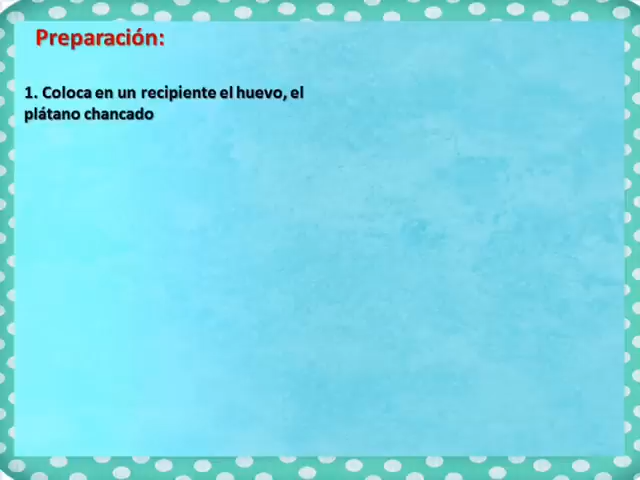 Preparación:
1. Coloca en un recipiente el huevo, el
plátano chancado